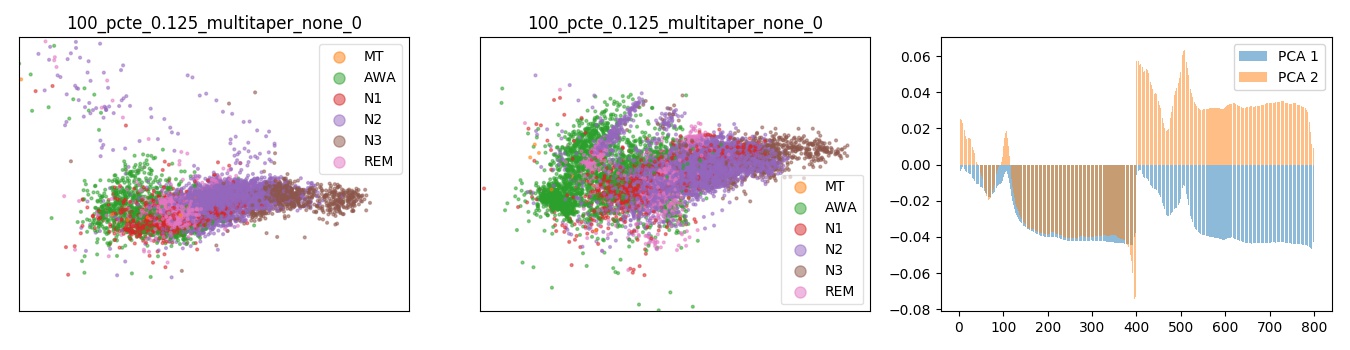 100_pcte_0.125_multitaper_none_0
MT
AWA
N1
N2
N3
REM
100_pcte_0.125_multitaper_none_0
MT
AWA
N1
N2
N3
REM
PCA 1
PCA 2
0.06
0.04
0.02
0.00
−0.02
−0.04
−0.06
−0.08
0 100 200 300 400 500 600 700 800